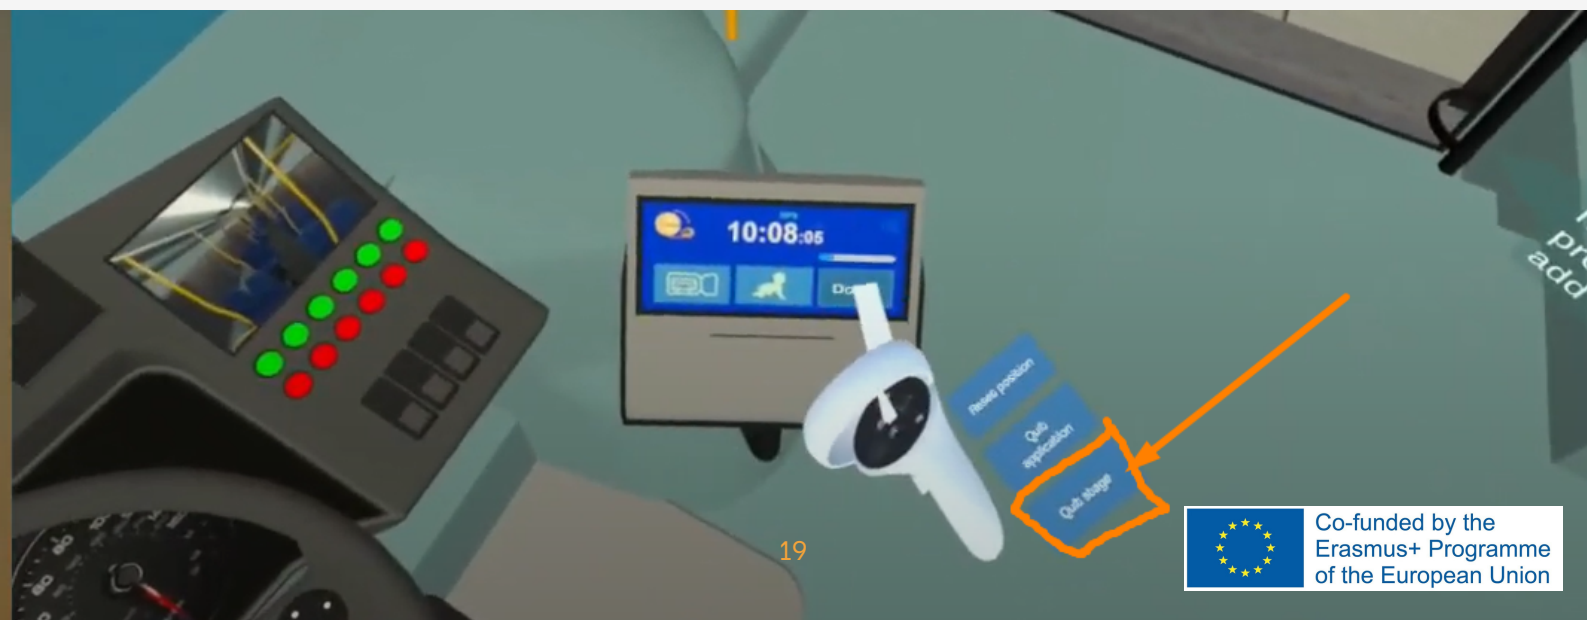 10:08:05
Reset position
Quit
application
Quit stage
19
Co-funded by the
Erasmus+ Programme
of the European Union